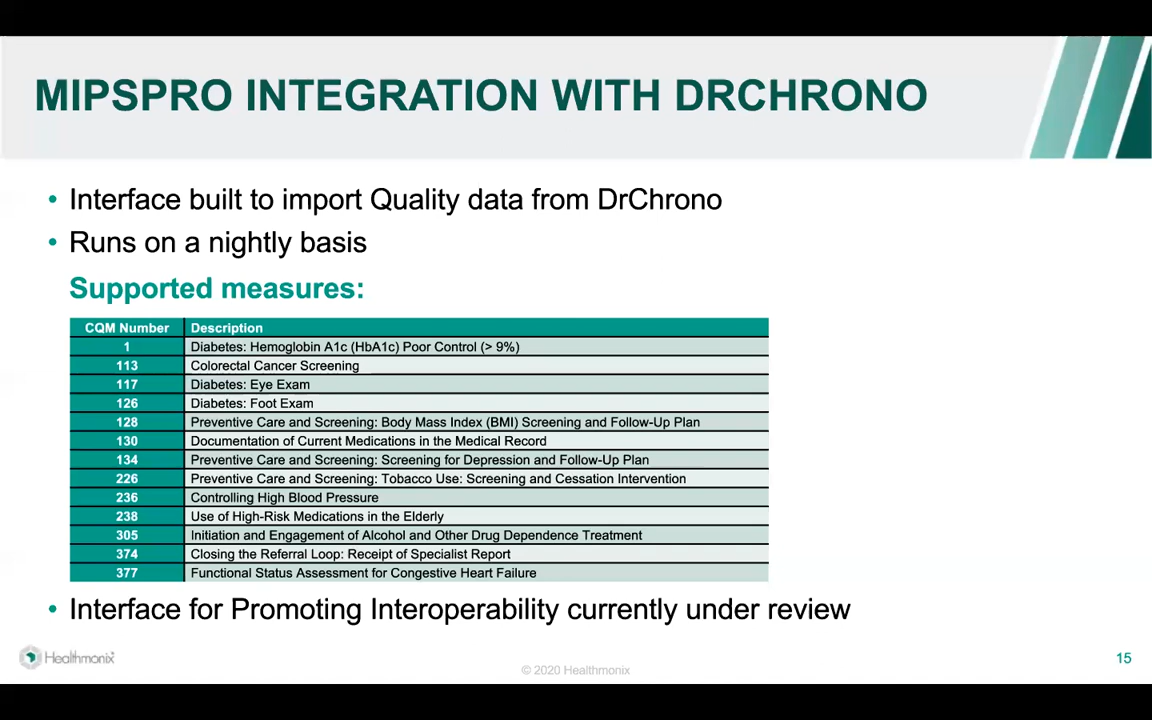 MIPSPRO INTEGRATION WITH DRCHRONO
• Interface built to import Quality data from DrChrono
• Runs on a nightly basis
Supported measures:
CQM Number Description
1 Diabetes: Hemoglobin A1c (HbA1c) Poor Control (> 9%)
113 Colorectal Cancer Screening
117 Diabetes: Eye Exam
126 Diabetes: Foot Exam
128 Preventive Care and Screening: Body Mass Index (BMI) Screening and Follow-Up Plan
130 Documentation of Current Medications in the Medical Record
134 Preventive Care and Screening: Screening for Depression and Follow-Up Plan
226 Preventive Care and Screening: Tobacco Use: Screening and Cessation Intervention
236 Controlling High Blood Pressure
238 Use of High-Risk Medications in the Elderly
305 Initiation and Engagement of Alcohol and Other Drug Dependence Treatment
374 Closing the Referral Loop: Receipt of Specialist Report
377 Functional Status Assessment for Congestive Heart Failure
• Interface for Promoting Interoperability currently under review
Healthmonix
© 2020 Healthmonix
15